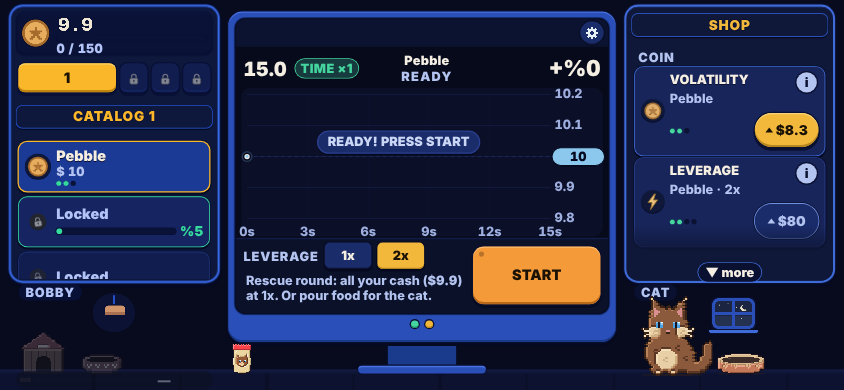 9.9
0 / 150
1
CATALOG 1
Pebble
$ 10
Locked
%5
Locked
BOBBY
15.0
TIME ×1
Pebble
READY
+%0
READY! PRESS START
10.2
10.1
10
9.9
9.8
0s 3s 6s 9s 12s 15s
LEVERAGE
1x
2x
Rescue round: all your cash ($9.9)
at 1x. Or pour food for the cat.
START
SHOP
COIN
VOLATILITY
i
Pebble
$8.3
LEVERAGE
i
Pebble · 2x
$80
▼ more
CAT